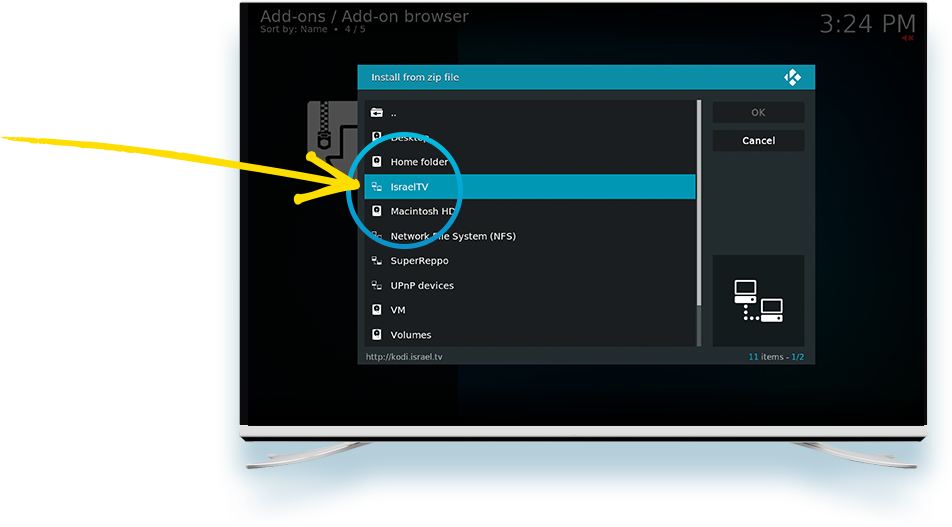 Add-ons / Add-on browser
Sort by: Name • 4 / 5
3:24 PM
Install from zip file
..
Desktop
Home folder
IsraelTV
Macintosh HD
Network File System (NFS)
SuperReppo
UPnP devices
VM
Volumes
OK
Cancel
http://kodi.israel.tv
11 items - 1/2